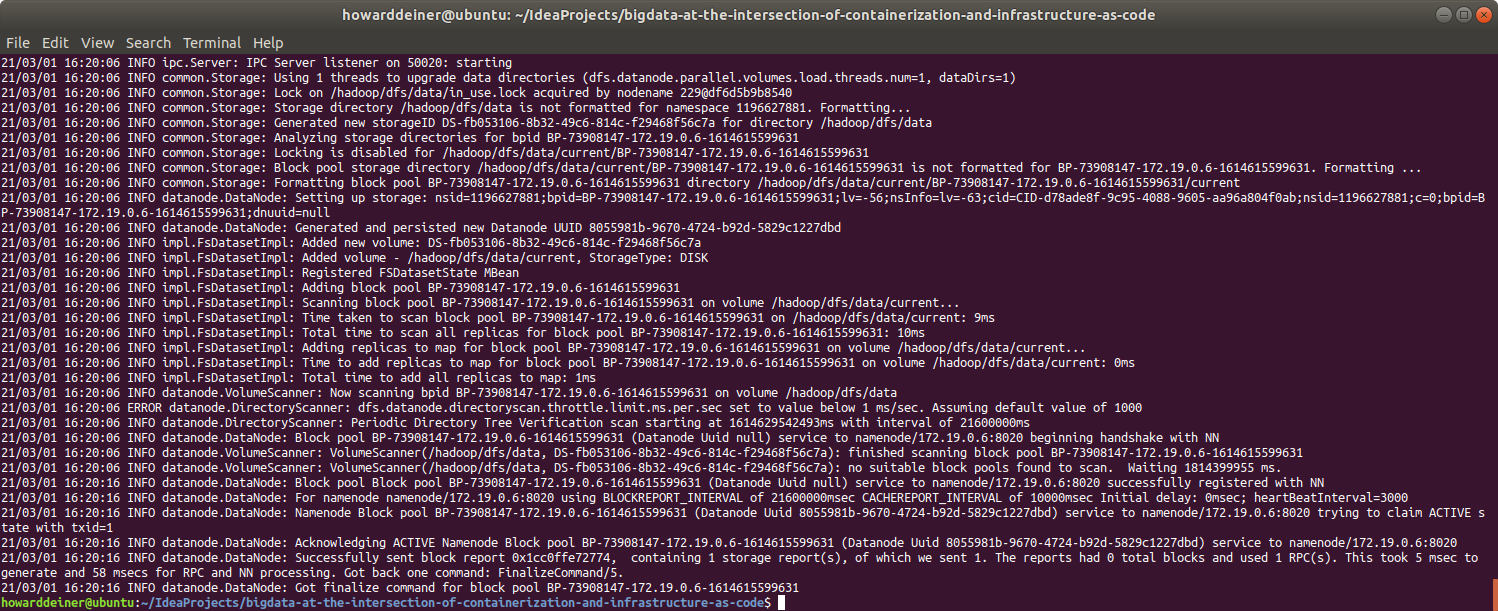 howarddeiner@ubuntu: ~/IdeaProjects/bigdata-at-the-intersection-of-containerization-and-infrastructure-as-code
File Edit View Search Terminal Help
21/03/01 16:20:06 INFO ipc.Server: IPC Server listener on 50020: starting
21/03/01 16:20:06 INFO common.Storage: Using 1 threads to upgrade data directories (dfs.datanode.parallel.volumes.load.threads.num=1, dataDirs=1)
21/03/01 16:20:06 INFO common.Storage: Lock on /hadoop/dfs/data/in_use.lock acquired by nodename 229@df6d5b9b8540
21/03/01 16:20:06 INFO common.Storage: Storage directory /hadoop/dfs/data is not formatted for namespace 1196627881. Formatting...
21/03/01 16:20:06 INFO common.Storage: Generated new storageID DS-fb053106-8b32-49c6-814c-f29468f56c7a for directory /hadoop/dfs/data
21/03/01 16:20:06 INFO common.Storage: Analyzing storage directories for bpid BP-73908147-172.19.0.6-1614615599631
21/03/01 16:20:06 INFO common.Storage: Locking is disabled for /hadoop/dfs/data/current/BP-73908147-172.19.0.6-1614615599631
21/03/01 16:20:06 INFO common.Storage: Block pool storage directory /hadoop/dfs/data/current/BP-73908147-172.19.0.6-1614615599631 is not formatted for BP-73908147-172.19.0.6-1614615599631. Formatting ...
21/03/01 16:20:06 INFO common.Storage: Formatting block pool BP-73908147-172.19.0.6-1614615599631 directory /hadoop/dfs/data/current/BP-73908147-172.19.0.6-1614615599631/current
21/03/01 16:20:06 INFO datanode.DataNode: Setting up storage: nsid=1196627881;bpid=BP-73908147-172.19.0.6-1614615599631;lv=-56;nsInfo=lv=-63;cid=CID-d78ade8f-9c95-4088-9605-aa96a804f0ab;nsid=1196627881;c=0;bpid=B
P-73908147-172.19.0.6-1614615599631;dnuuid=null
21/03/01 16:20:06 INFO datanode.DataNode: Generated and persisted new Datanode UUID 8055981b-9670-4724-b92d-5829c1227dbd
21/03/01 16:20:06 INFO impl.FsDatasetImpl: Added new volume: DS-fb053106-8b32-49c6-814c-f29468f56c7a
21/03/01 16:20:06 INFO impl.FsDatasetImpl: Added volume - /hadoop/dfs/data/current, StorageType: DISK
21/03/01 16:20:06 INFO impl.FsDatasetImpl: Registered FSDatasetState MBean
21/03/01 16:20:06 INFO impl.FsDatasetImpl: Adding block pool BP-73908147-172.19.0.6-1614615599631
21/03/01 16:20:06 INFO impl.FsDatasetImpl: Scanning block pool BP-73908147-172.19.0.6-1614615599631 on volume /hadoop/dfs/data/current...
21/03/01 16:20:06 INFO impl.FsDatasetImpl: Time taken to scan block pool BP-73908147-172.19.0.6-1614615599631 on /hadoop/dfs/data/current: 9ms
21/03/01 16:20:06 INFO impl.FsDatasetImpl: Total time to scan all replicas for block pool BP-73908147-172.19.0.6-1614615599631: 10ms
21/03/01 16:20:06 INFO impl.FsDatasetImpl: Adding replicas to map for block pool BP-73908147-172.19.0.6-1614615599631 on volume /hadoop/dfs/data/current...
21/03/01 16:20:06 INFO impl.FsDatasetImpl: Time to add replicas to map for block pool BP-73908147-172.19.0.6-1614615599631 on volume /hadoop/dfs/data/current: 0ms
21/03/01 16:20:06 INFO impl.FsDatasetImpl: Total time to add all replicas to map: 1ms
21/03/01 16:20:06 INFO datanode.VolumeScanner: Now scanning bpid BP-73908147-172.19.0.6-1614615599631 on volume /hadoop/dfs/data
21/03/01 16:20:06 ERROR datanode.DirectoryScanner: dfs.datanode.directoryscan.throttle.limit.ms.per.sec set to value below 1 ms/sec. Assuming default value of 1000
21/03/01 16:20:06 INFO datanode.DirectoryScanner: Periodic Directory Tree Verification scan starting at 1614629542493ms with interval of 21600000ms
21/03/01 16:20:06 INFO datanode.DataNode: Block pool BP-73908147-172.19.0.6-1614615599631 (Datanode Uuid null) service to namenode/172.19.0.6:8020 beginning handshake with NN
21/03/01 16:20:06 INFO datanode.VolumeScanner: VolumeScanner(/hadoop/dfs/data, DS-fb053106-8b32-49c6-814c-f29468f56c7a): finished scanning block pool BP-73908147-172.19.0.6-1614615599631
21/03/01 16:20:06 INFO datanode.VolumeScanner: VolumeScanner(/hadoop/dfs/data, DS-fb053106-8b32-49c6-814c-f29468f56c7a): no suitable block pools found to scan.  Waiting 1814399955 ms.
21/03/01 16:20:16 INFO datanode.DataNode: Block pool Block pool BP-73908147-172.19.0.6-1614615599631 (Datanode Uuid null) service to namenode/172.19.0.6:8020 successfully registered with NN
21/03/01 16:20:16 INFO datanode.DataNode: For namenode namenode/172.19.0.6:8020 using BLOCKREPORT_INTERVAL of 21600000msec CACHEREPORT_INTERVAL of 10000msec Initial delay: 0msec; heartBeatInterval=3000
21/03/01 16:20:16 INFO datanode.DataNode: Namenode Block pool BP-73908147-172.19.0.6-1614615599631 (Datanode Uuid 8055981b-9670-4724-b92d-5829c1227dbd) service to namenode/172.19.0.6:8020 trying to claim ACTIVE s
tate with txid=1
21/03/01 16:20:16 INFO datanode.DataNode: Acknowledging ACTIVE Namenode Block pool BP-73908147-172.19.0.6-1614615599631 (Datanode Uuid 8055981b-9670-4724-b92d-5829c1227dbd) service to namenode/172.19.0.6:8020
21/03/01 16:20:16 INFO datanode.DataNode: Successfully sent block report 0x1cc0ffe72774,  containing 1 storage report(s), of which we sent 1. The reports had 0 total blocks and used 1 RPC(s). This took 5 msec to
generate and 58 msecs for RPC and NN processing. Got back one command: FinalizeCommand/5.
21/03/01 16:20:16 INFO datanode.DataNode: Got finalize command for block pool BP-73908147-172.19.0.6-1614615599631
howarddeiner@ubuntu:~/IdeaProjects/bigdata-at-the-intersection-of-containerization-and-infrastructure-as-code$